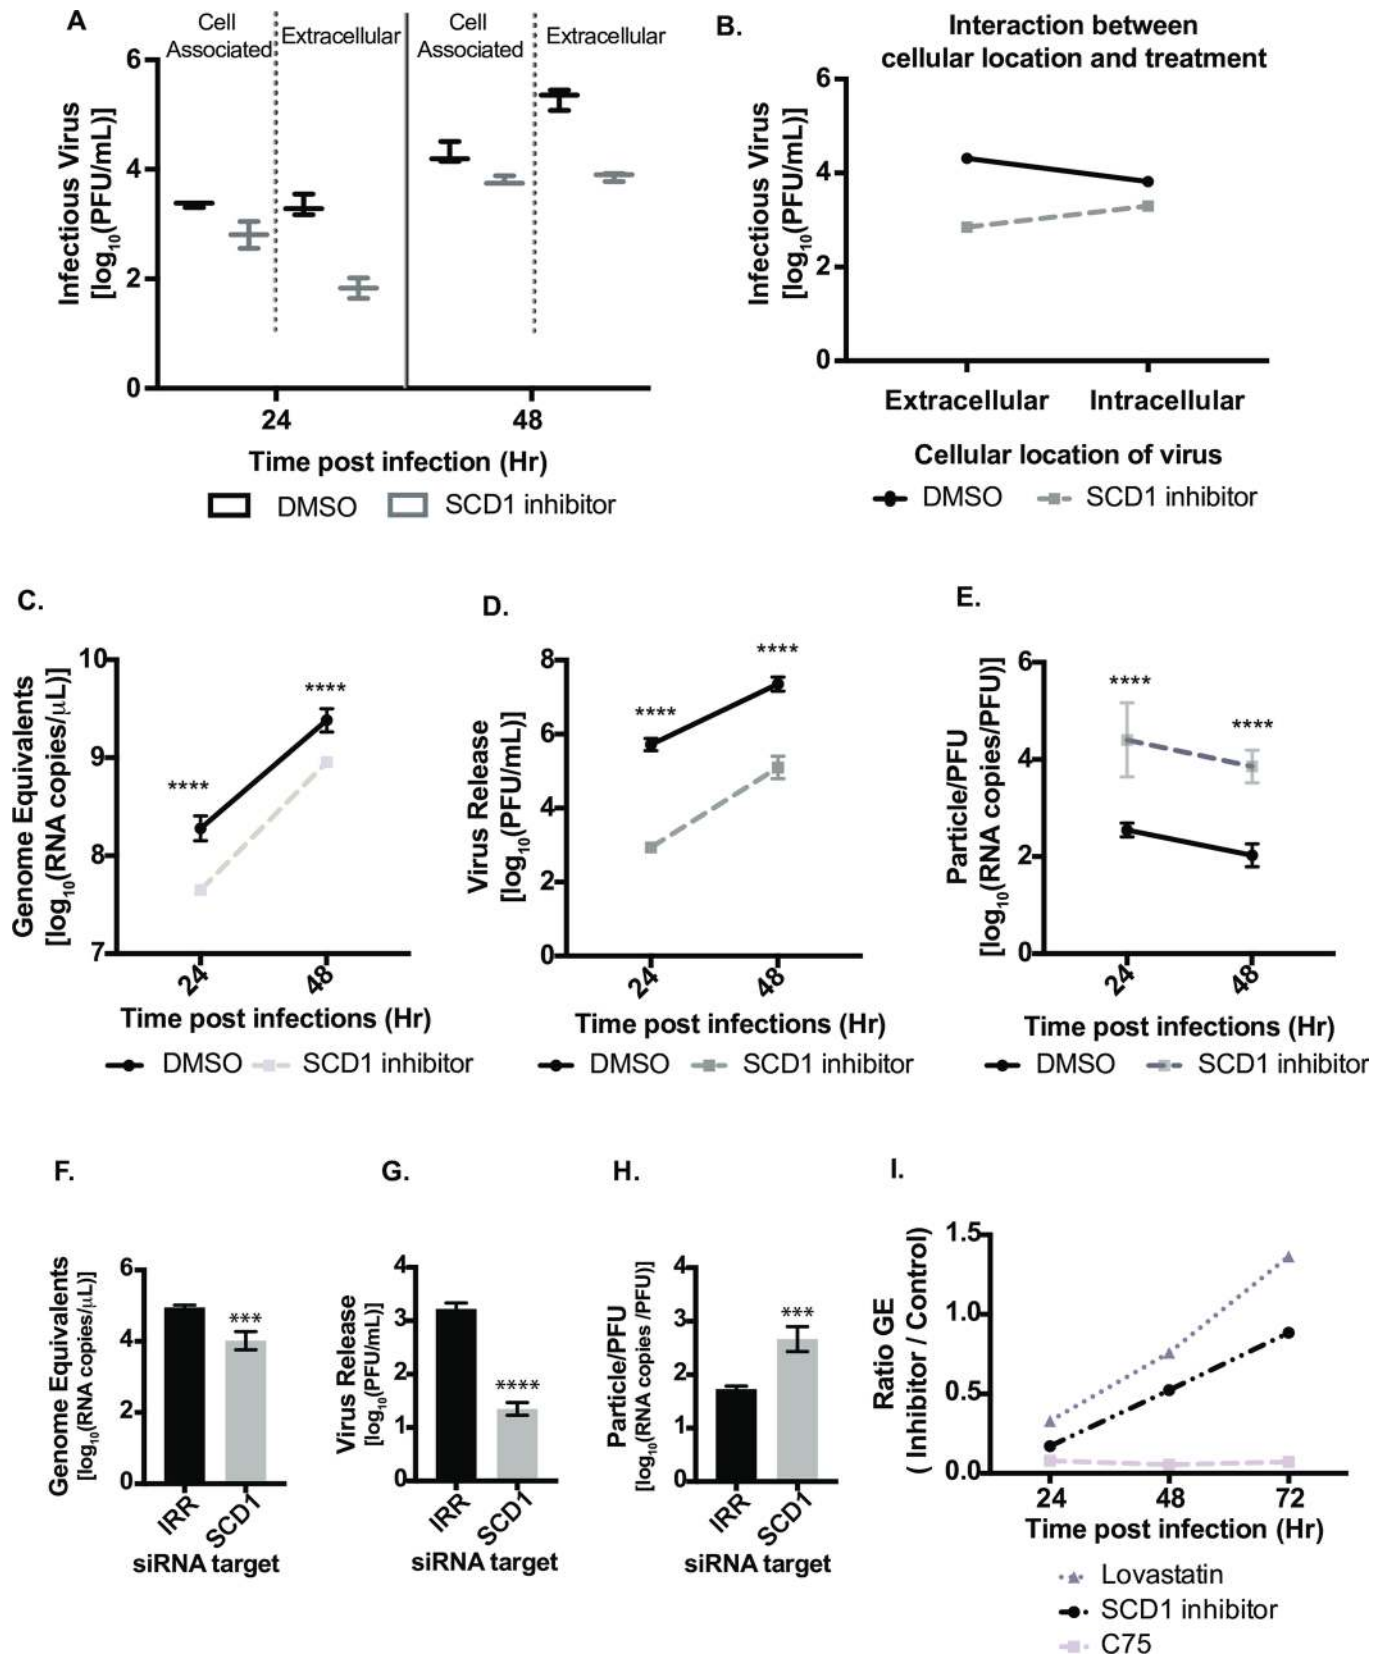 A
Cell
Associated
Extracellular
Cell
Associated
Extracellular
Infectious Virus
[log10(PFU/mL)]
6
4
2
0
24
48
Time post infection (Hr)
DMSO
SCD1 inhibitor
B.
Interaction between
cellular location and treatment
Infectious Virus
[log10(PFU/mL)]
6
4
2
0
Extracellular
Intracellular
Cellular location of virus
DMSO
SCD1 inhibitor
C.
Genome Equivalents
[log10(RNA copies/μL)]
10
9
8
7
****
****
24
48
Time post infections (Hr)
DMSO
SCD1 inhibitor
D.
Virus Release
[log10(PFU/mL)]
8
6
4
2
0
****
****
24
48
Time post infections (Hr)
DMSO
SCD1 inhibitor
E.
Particle/PFU
[log10(RNA copies/PFU)]
6
4
2
0
****
****
24
48
Time post infections (Hr)
DMSO
SCD1 inhibitor
F.
Genome Equivalents
[log10(RNA copies/μL)]
6
4
2
0
***
IRR
SCD1
siRNA target
G.
Virus Release
[log10(PFU/mL)]
4
3
2
1
0
****
IRR
SCD1
siRNA target
H.
Particle/PFU
[log10(RNA copies /PFU)]
4
3
2
1
0
***
IRR
SCD1
siRNA target
I.
Ratio GE
( Inhibitor / Control)
1.5
1.0
0.5
0.0
24
48
72
Time post infection (Hr)
Lovastatin
SCD1 inhibitor
C75